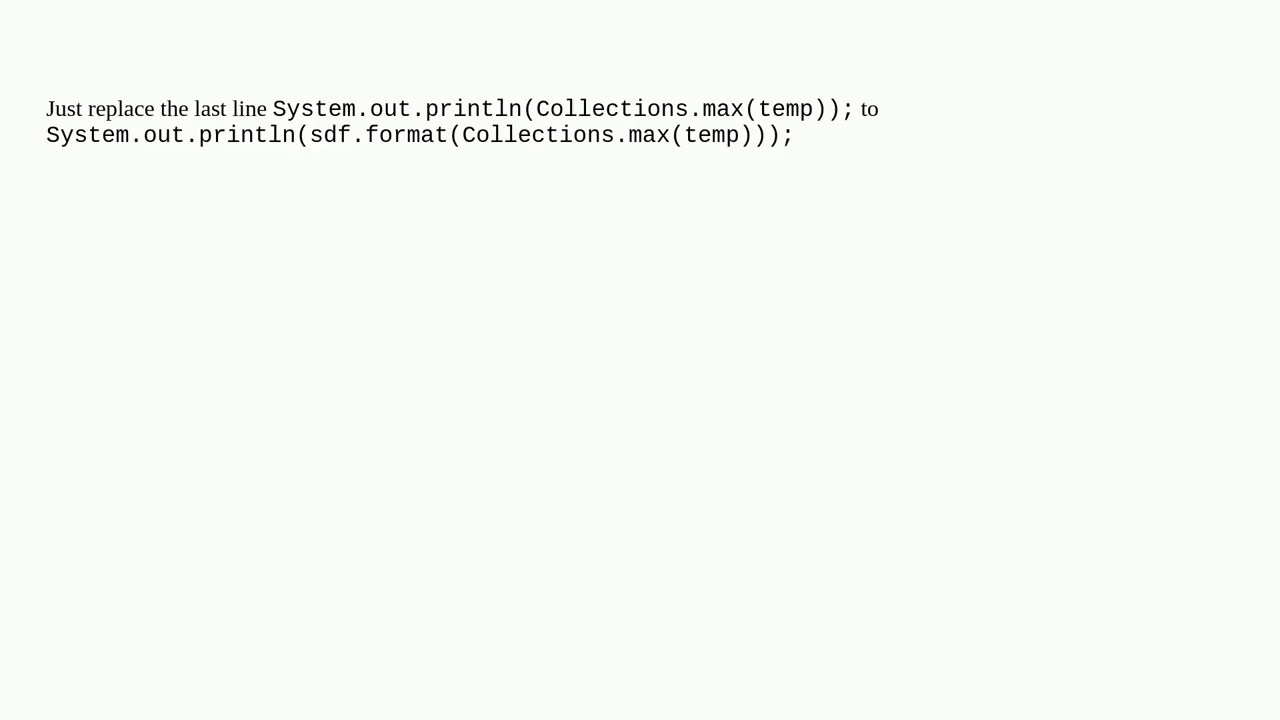 Just replace the last line System.out.println(Collections.max(temp)); to
System.out.println(sdf.format(Collections.max(temp)));